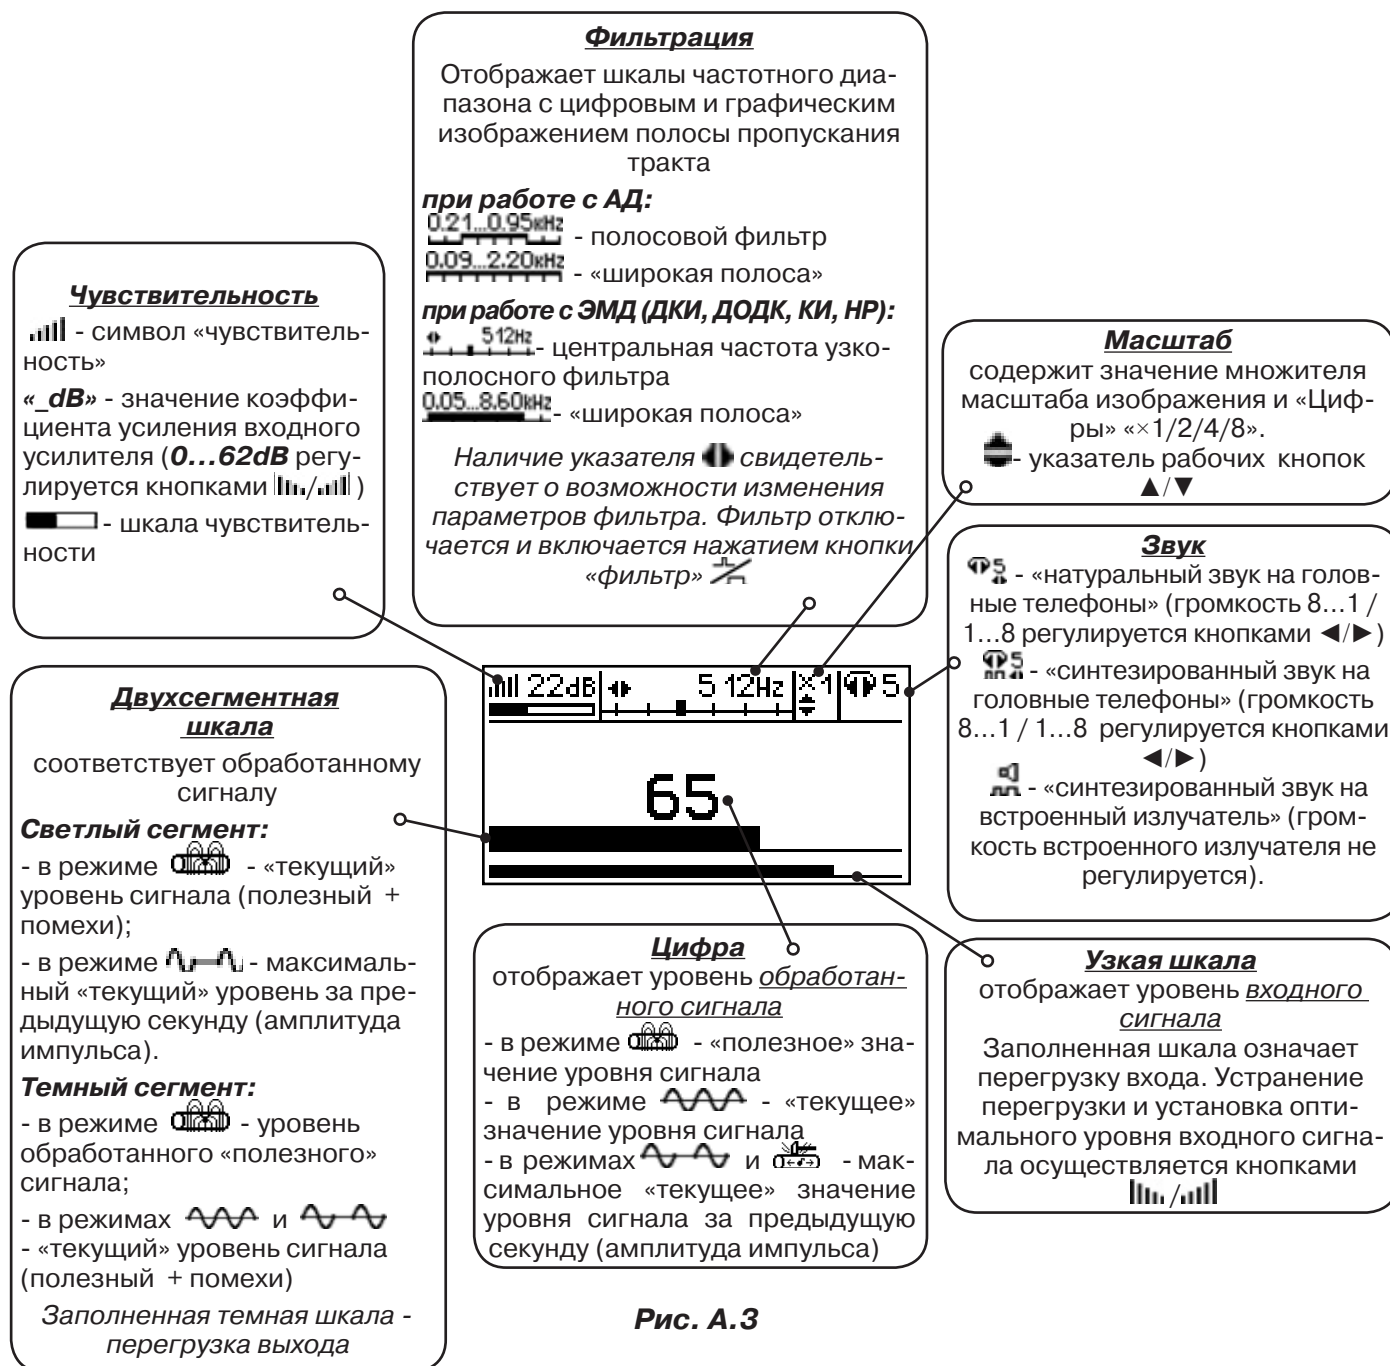 Фильтрация
Отображает шкалы частотного диа-
пазона с цифровым и графическим
изображением полосы пропускания
тракта
при работе с АД:
0.21...0.95кHz - полосовой фильтр
0.09...2.20кHz - «широкая полоса»
при работе с ЭМД (ДКИ, ДОДК, КИ, НР):
512Hz - центральная частота узко-
полосного фильтра
0.05...8.60кHz - «широкая полоса»
Наличие указателя свидетель-
ствует о возможности изменения
параметров фильтра. Фильтр отклю-
чается и включается нажатием кнопки
«фильтр»
Чувствительность
- символ «чувствитель-
ность»
«_dB» - значение коэффи-
циента усиления входного
усилителя (0...62dB регу-
лируется кнопками / )
- шкала чувствитель-
ности
Масштаб
содержит значение множителя
масштаба изображения и «Циф-
ры» «×1/2/4/8».
- указатель рабочих кнопок
▲/▼
Звук
5 - «натуральный звук на голов-
ные телефоны» (громкость 8...1 /
1...8 регулируется кнопками ◄/►)
5 - «синтезированный звук на
головные телефоны» (громкость
8...1 / 1...8 регулируется кнопками
◄/►)
- «синтезированный звук на
встроенный излучатель» (гром-
кость встроенного излучателя не
регулируется).
22dB 512Hz ×1 5
65
Двухсегментная
шкала
соответствует обработанному
сигналу
Светлый сегмент:
- в режиме - «текущий»
уровень сигнала (полезный +
помехи);
- в режиме - максималь-
ный «текущий» уровень за пре-
дыдущую секунду (амплитуда
импульса).
Темный сегмент:
- в режиме - уровень
обработанного «полезного»
сигнала;
- в режимах и
- «текущий» уровень сигнала
(полезный + помехи)
Заполненная темная шкала -
перегрузка выхода
Цифра
отображает уровень обработан-
ного сигнала
- в режиме - «полезное» зна-
чение уровня сигнала
- в режиме - «текущее»
значение уровня сигнала
- в режимах и - мак-
симальное «текущее» значение
уровня сигнала за предыдущую
секунду (амплитуда импульса)
Узкая шкала
отображает уровень входного
сигнала
Заполненная шкала означает
перегрузку входа. Устранение
перегрузки и установка опти-
мального уровня входного сигна-
ла осуществляется кнопками
/
Рис. А.3